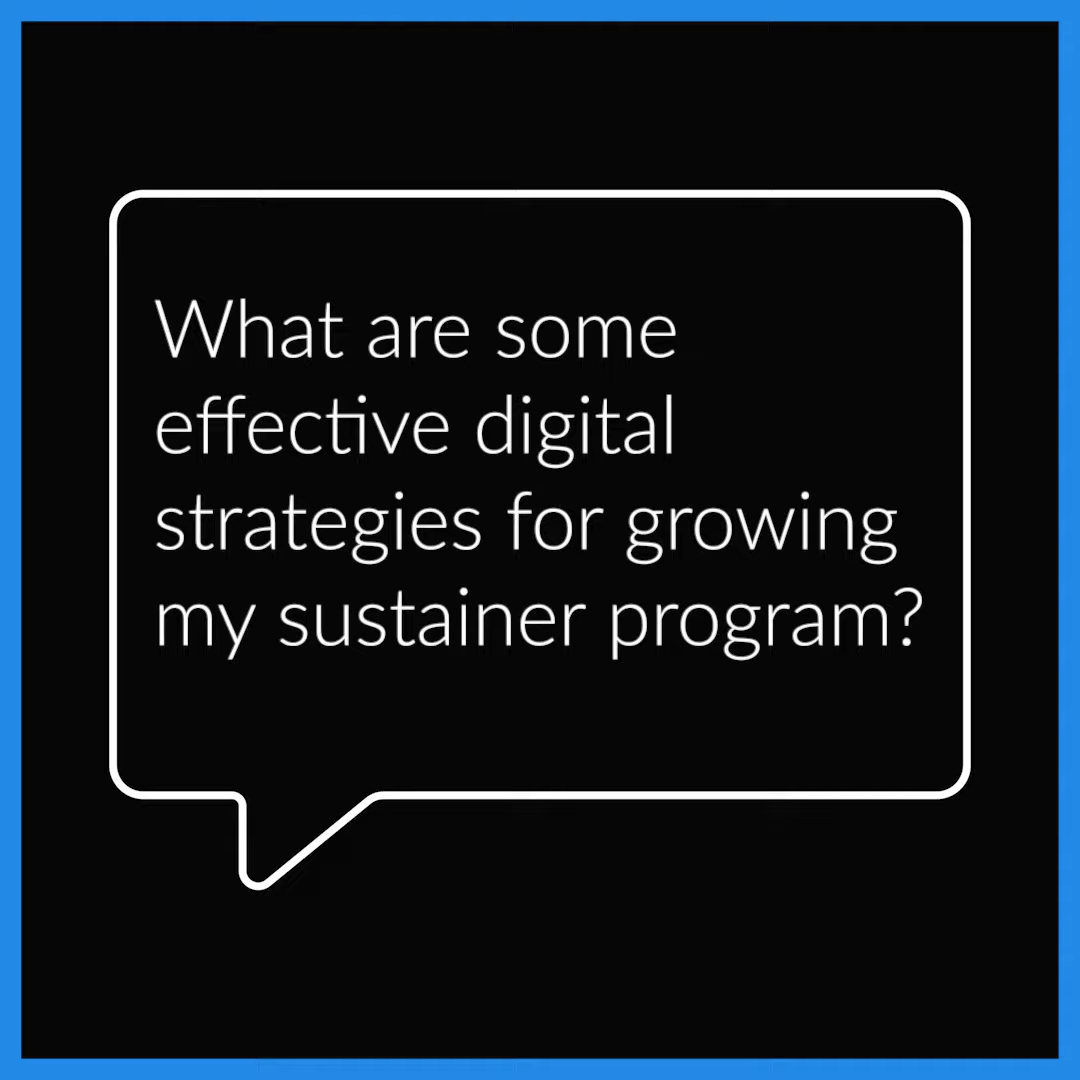 What are some
effective digital
strategies for growing
my sustainer program?